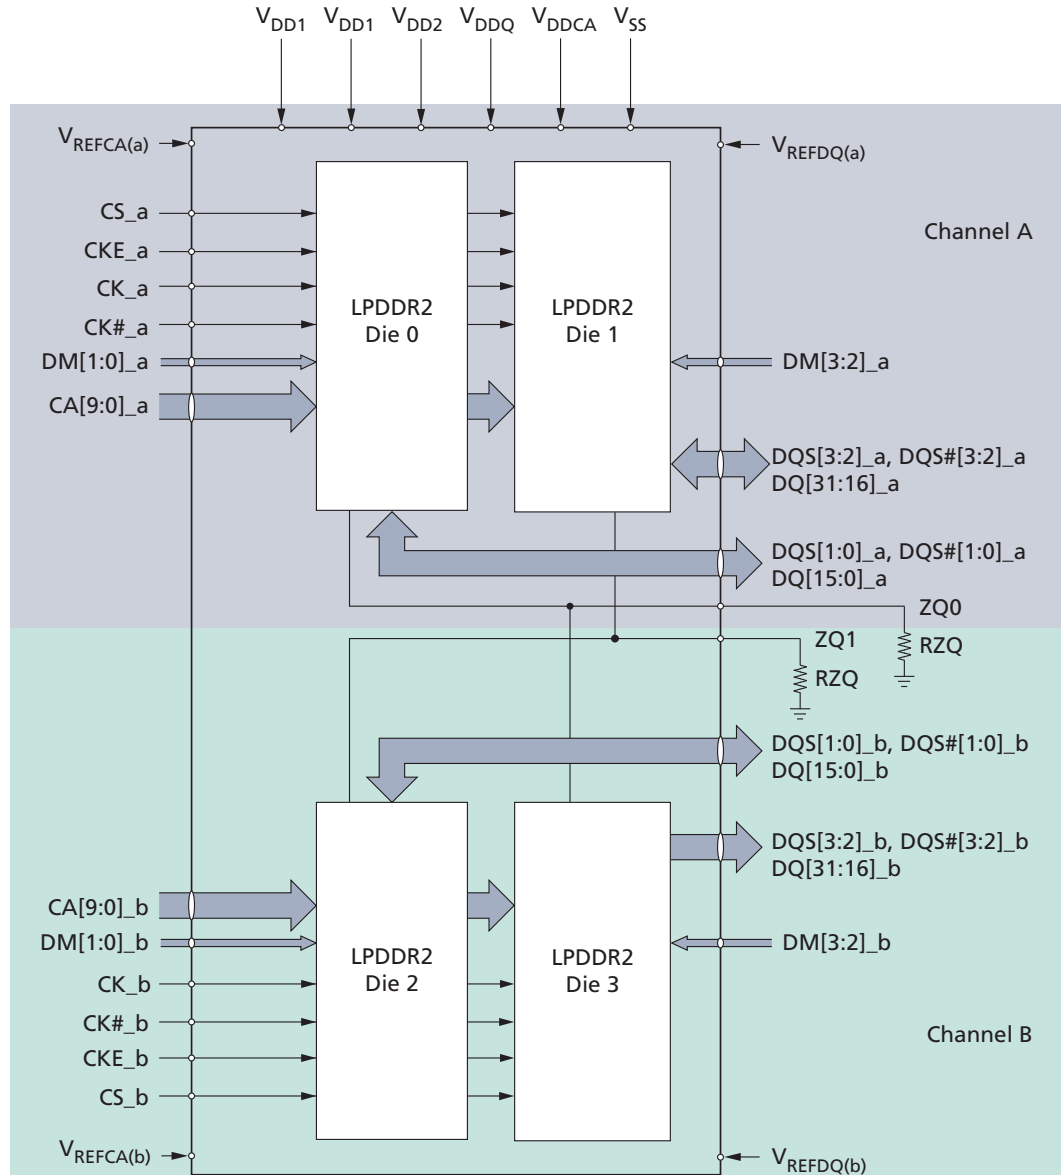 VDD1 VDD1 VDD2 VDDQ VDDCA VSS
VREFCA(a)
VREFDQ(a)
CS_a
CKE_a
CK_a
CK#_a
DM[1:0]_a
CA[9:0]_a
LPDDR2
Die 0
LPDDR2
Die 1
Channel A
DM[3:2]_a
DQS[3:2]_a, DQS#[3:2]_a
DQ[31:16]_a
DQS[1:0]_a, DQS#[1:0]_a
DQ[15:0]_a
ZQ0
RZQ
ZQ1
RZQ
DQS[1:0]_b, DQS#[1:0]_b
DQ[15:0]_b
DQS[3:2]_b, DQS#[3:2]_b
DQ[31:16]_b
CA[9:0]_b
DM[1:0]_b
CK_b
CK#_b
CKE_b
CS_b
LPDDR2
Die 2
LPDDR2
Die 3
DM[3:2]_b
Channel B
VREFCA(b)
VREFDQ(b)